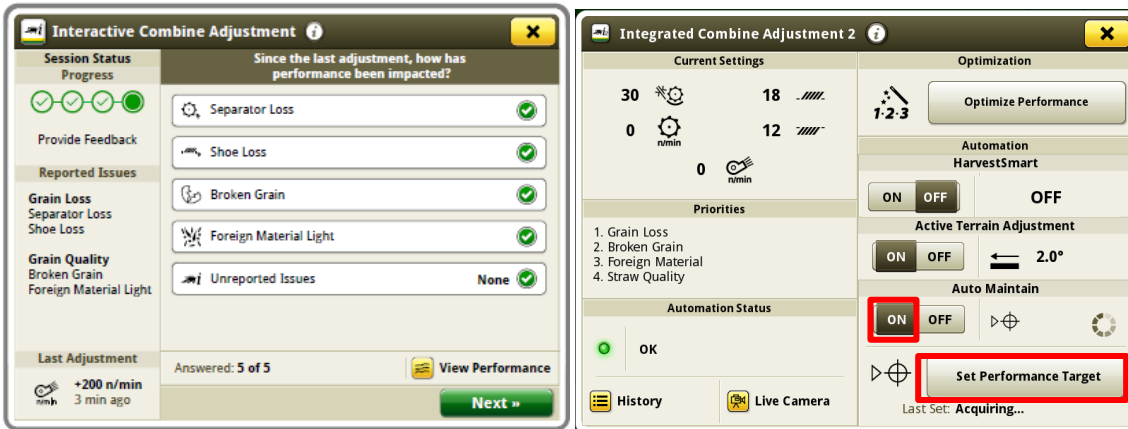 Interactive Combine Adjustment
Session Status
Progress
Provide Feedback
Reported Issues
Grain Loss
Separator Loss
Shoe Loss
Grain Quality
Broken Grain
Foreign Material Light
Last Adjustment
+200 n/min
3 min ago
Since the last adjustment, how has
performance been impacted?
Separator Loss
Shoe Loss
Broken Grain
Foreign Material Light
Unreported Issues None
Answered: 5 of 5
View Performance
Next »
Integrated Combine Adjustment 2
Current Settings
30
18
0
n/min
12
0
n/min
Priorities
1. Grain Loss
2. Broken Grain
3. Foreign Material
4. Straw Quality
Automation Status
OK
History
Live Camera
Optimization
1·2·3
Optimize Performance
Automation
HarvestSmart
ON OFF
OFF
Active Terrain Adjustment
ON OFF
2.0°
Auto Maintain
ON OFF
Set Performance Target
Last Set: Acquiring...